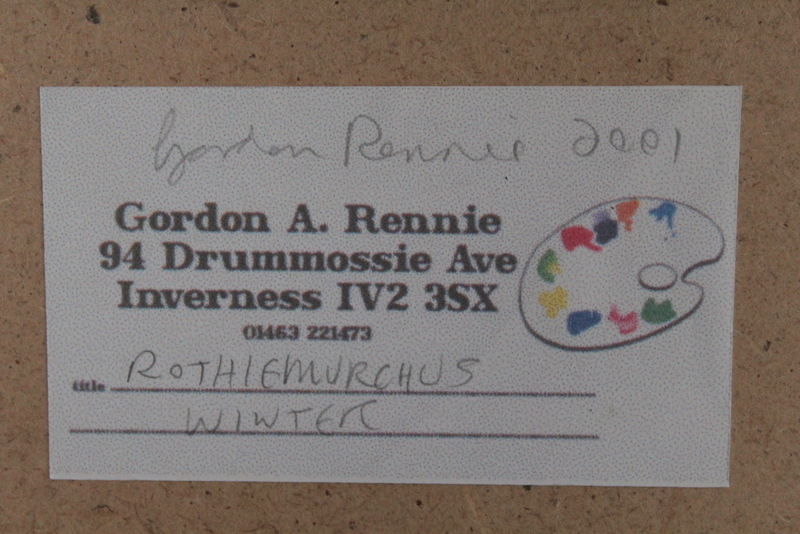 Gordon Rennie 2001
Gordon A. Rennie
94 Drummossie Ave
Inverness IV2 3SX
01463 221473
title ROTHIEMURCHUS
WINTER